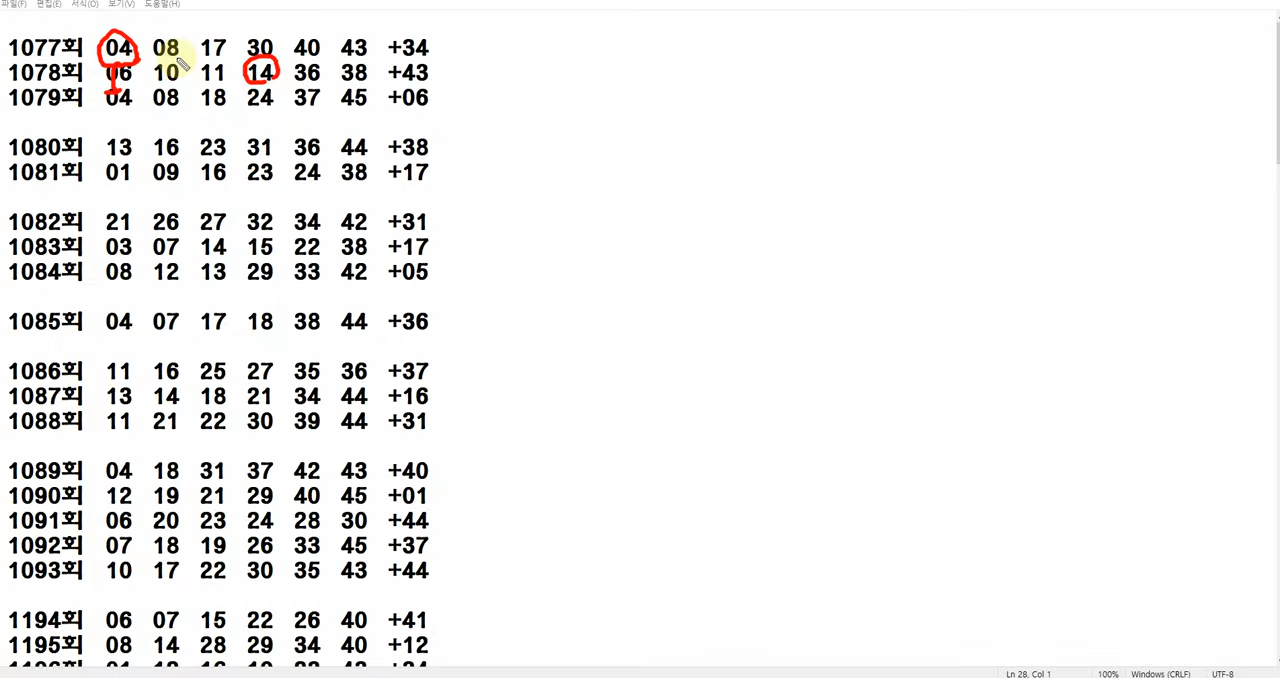 파일(F) 편집(E) 서식(O) 보기(V) 도움말(H)
1077회 04 08 17 30 40 43 +34
1078회 06 10 11 14 36 38 +43
1079회 04 08 18 24 37 45 +06
1080회 13 16 23 31 36 44 +38
1081회 01 09 16 23 24 38 +17
1082회 21 26 27 32 34 42 +31
1083회 03 07 14 15 22 38 +17
1084회 08 12 13 29 33 42 +05
1085회 04 07 17 18 38 44 +36
1086회 11 16 25 27 35 36 +37
1087회 13 14 18 21 34 44 +16
1088회 11 21 22 30 39 44 +31
1089회 04 18 31 37 42 43 +40
1090회 12 19 21 29 40 45 +01
1091회 06 20 23 24 28 30 +44
1092회 07 18 19 26 33 45 +37
1093회 10 17 22 30 35 43 +44
1194회 06 07 15 22 26 40 +41
1195회 08 14 28 29 34 40 +12
Ln 28, Col 1 100% Windows (CRLF) UTF-8